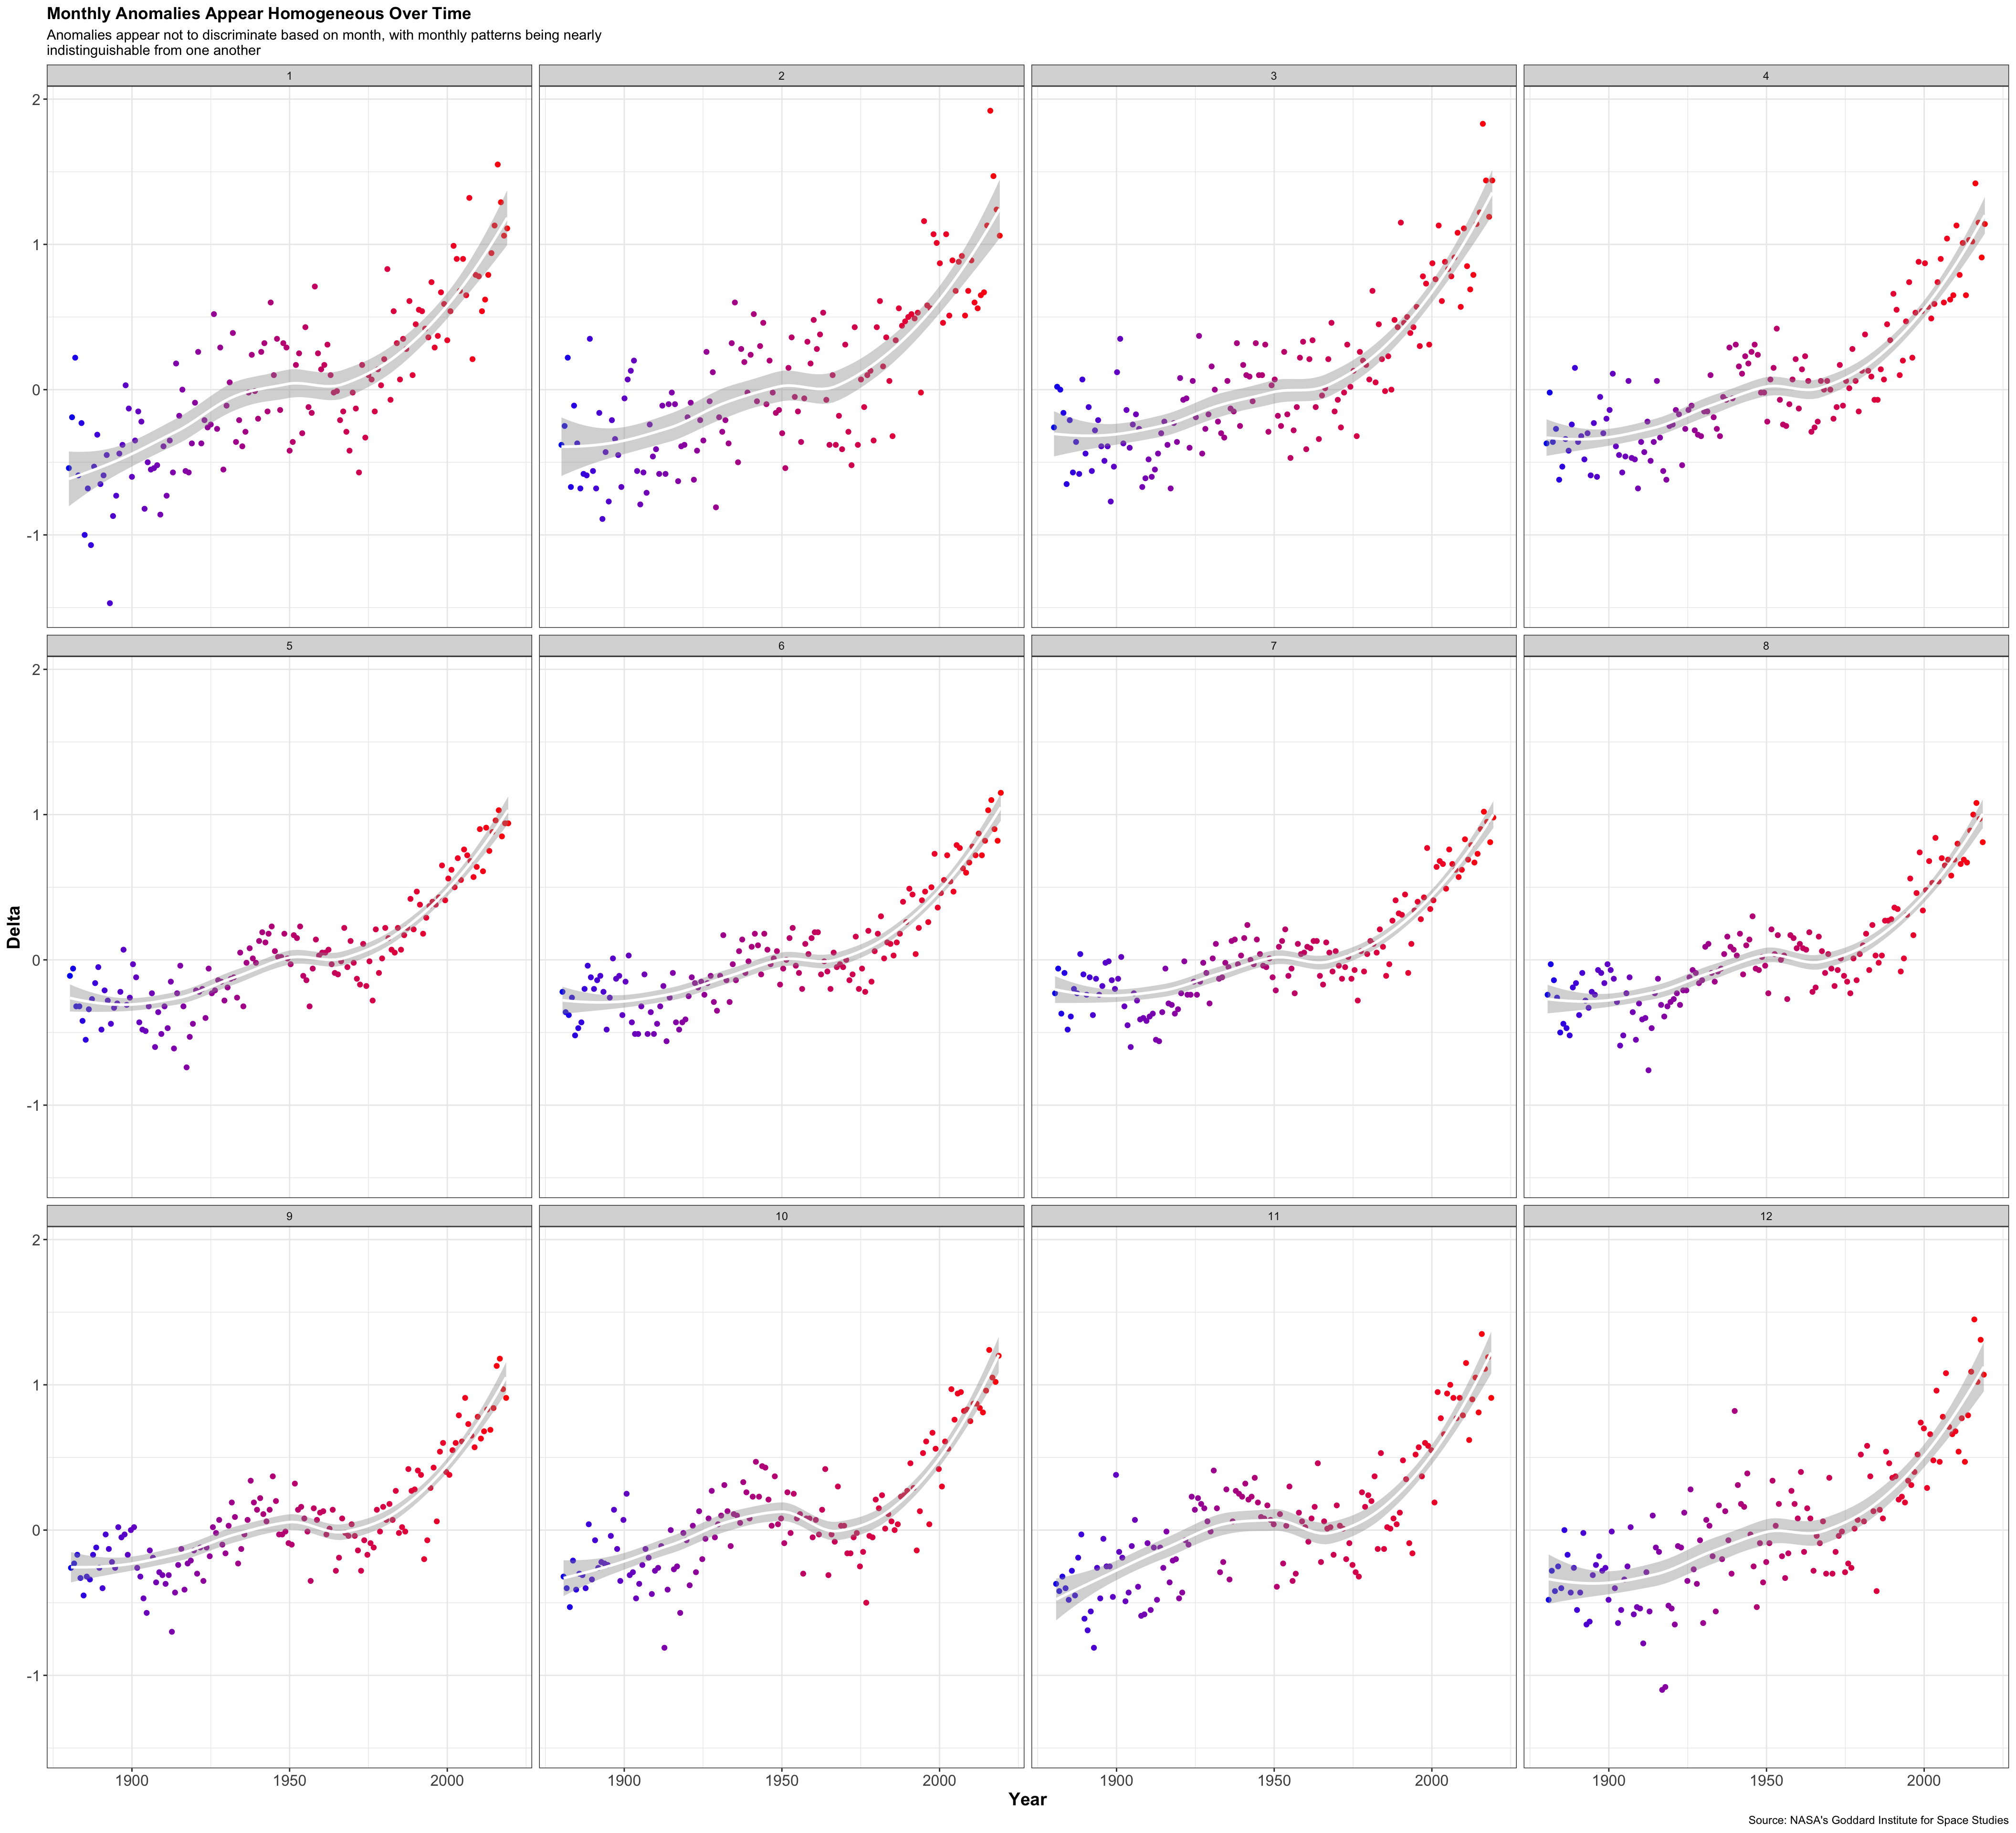 Monthly Anomalies Appear Homogeneous Over Time
Anomalies appear not to discriminate based on month, with monthly patterns being nearly
indistinguishable from one another
1 2 3 4
2
1
0
-1
5 6 7 8
2
1
0
-1
Delta
9 10 11 12
2
1
0
-1
1900 1950 2000 1900 1950 2000 1900 1950 2000 1900 1950 2000
Year
Source: NASA's Goddard Institute for Space Studies